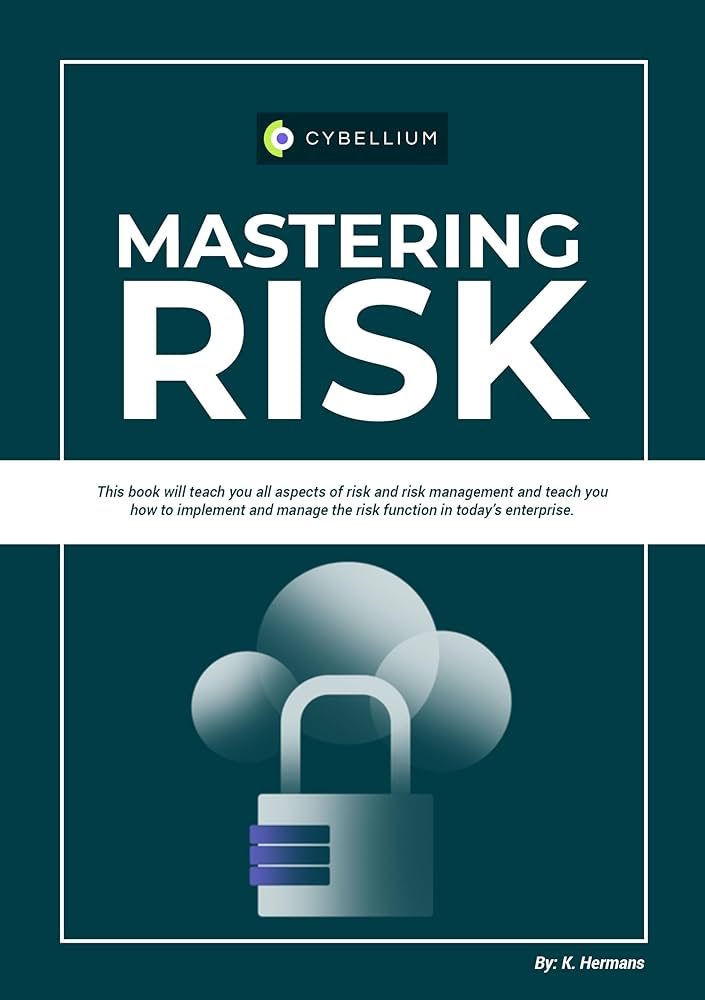 CYBELLIUM
MASTERING
RISK
This book will teach you all aspects of risk and risk management and teach you
how to implement and manage the risk function in today’s enterprise.
By: K. Hermans